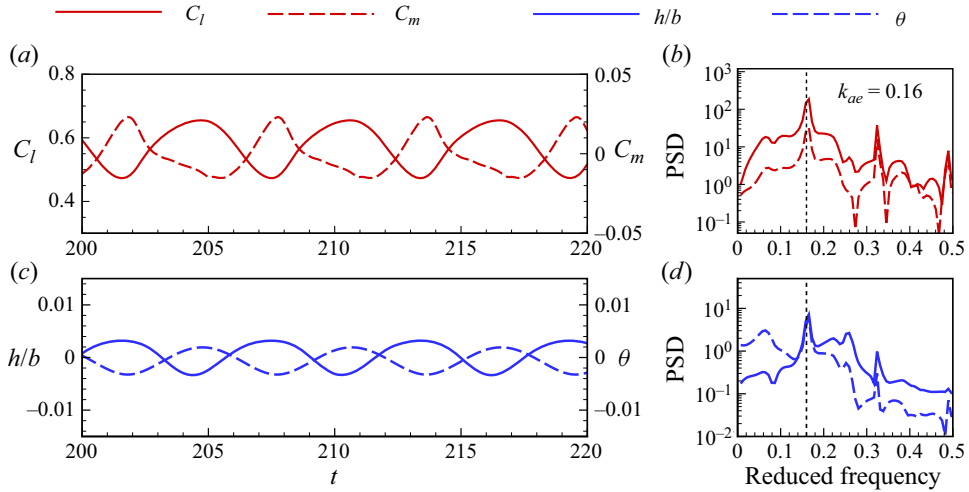 C_l C_m h/b θ
(a) (b)
0.8 0.05 10^3
k_ae = 0.16
10^2
0.6 C_l 0 C_m PSD 10^1
10^0
0.4 −0.05 10^−1
200 205 210 215 220 0 0.1 0.2 0.3 0.4 0.5
(c) (d)
0.01 0.01 10^1
h/b 0 0 θ PSD 10^0
10^−1
−0.01 −0.01 10^−2
200 205 210 215 220 0 0.1 0.2 0.3 0.4 0.5
t Reduced frequency